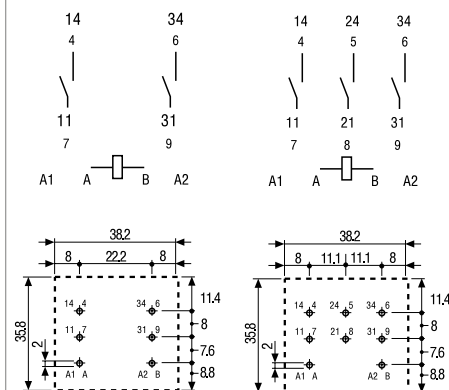 14 34 14 24 34
4 6 4 5 6
11 31 11 21 31
7 9 7 8 9
A1 A B A2 A1 A B A2
38.2 38.2
8 22.2 8 11.1 11.1 8
11.4 11.4
14 4 34 6 14 4 24 5 34 6
35.8 8 35.8 8
11 7 31 9 11 7 21 8 31 9
2 7.6 2 7.6
A1 A A2 B A1 A A2 B
8.8 8.8